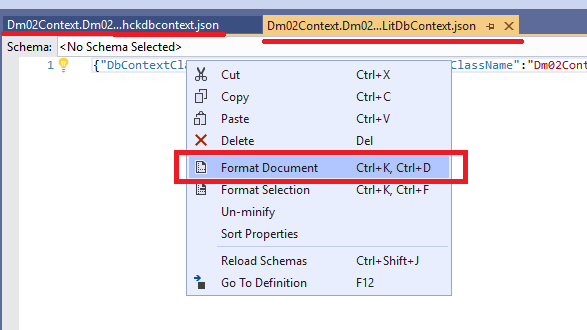 Dm02Context.Dm02...hckdbcontext.json
Dm02Context.Dm02...LitDbContext.json
Schema: <No Schema Selected>
1 {"DbContextCla ClassName":"Dm02Cont
Cut Ctrl+X
Copy Ctrl+C
Paste Ctrl+V
Delete Del
Format Document Ctrl+K, Ctrl+D
Format Selection Ctrl+K, Ctrl+F
Un-minify
Sort Properties
Reload Schemas Ctrl+Shift+J
Go To Definition F12